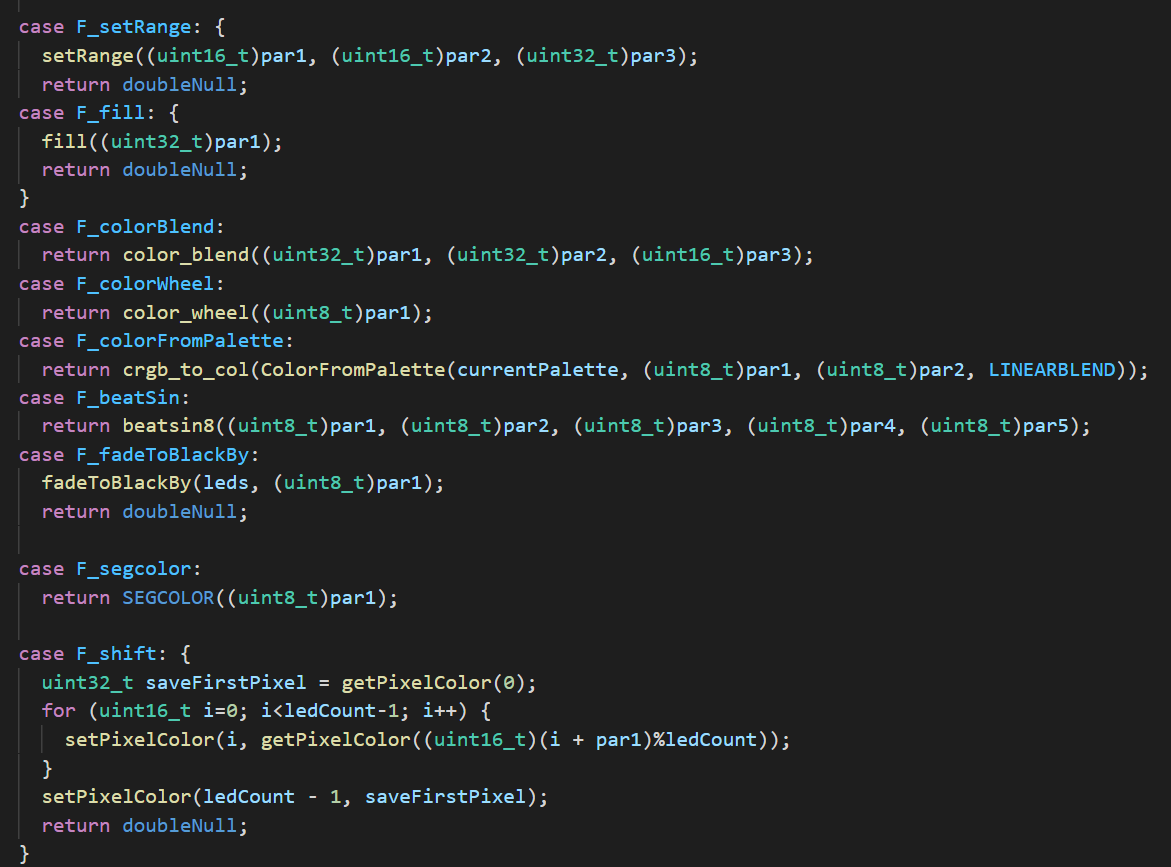 case F_setRange: {
  setRange((uint16_t)par1, (uint16_t)par2, (uint32_t)par3);
  return doubleNull;
case F_fill: {
  fill((uint32_t)par1);
  return doubleNull;
}
case F_colorBlend:
  return color_blend((uint32_t)par1, (uint32_t)par2, (uint16_t)par3);
case F_colorWheel:
  return color_wheel((uint8_t)par1);
case F_colorFromPalette:
  return crgb_to_col(ColorFromPalette(currentPalette, (uint8_t)par1, (uint8_t)par2, LINEARBLEND));
case F_beatSin:
  return beatsin8((uint8_t)par1, (uint8_t)par2, (uint8_t)par3, (uint8_t)par4, (uint8_t)par5);
case F_fadeToBlackBy:
  fadeToBlackBy(leds, (uint8_t)par1);
  return doubleNull;

case F_segcolor:
  return SEGCOLOR((uint8_t)par1);

case F_shift: {
  uint32_t saveFirstPixel = getPixelColor(0);
  for (uint16_t i=0; i<ledCount-1; i++) {
    setPixelColor(i, getPixelColor((uint16_t)(i + par1)%ledCount));
  }
  setPixelColor(ledCount - 1, saveFirstPixel);
  return doubleNull;
}